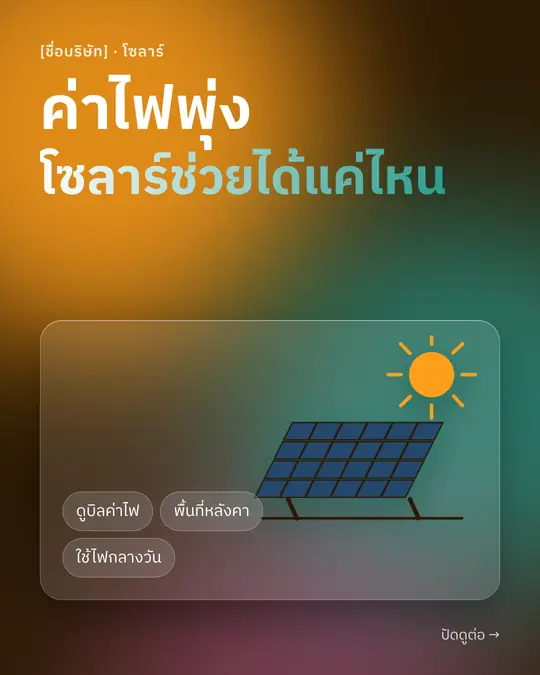 [ชื่อบริษัท] · โซลาร์
ค่าไฟพุ่ง
โซลาร์ช่วยได้แค่ไหน
ดูบิลค่าไฟ
พื้นที่หลังคา
ใช้ไฟกลางวัน
ปัดดูต่อ →